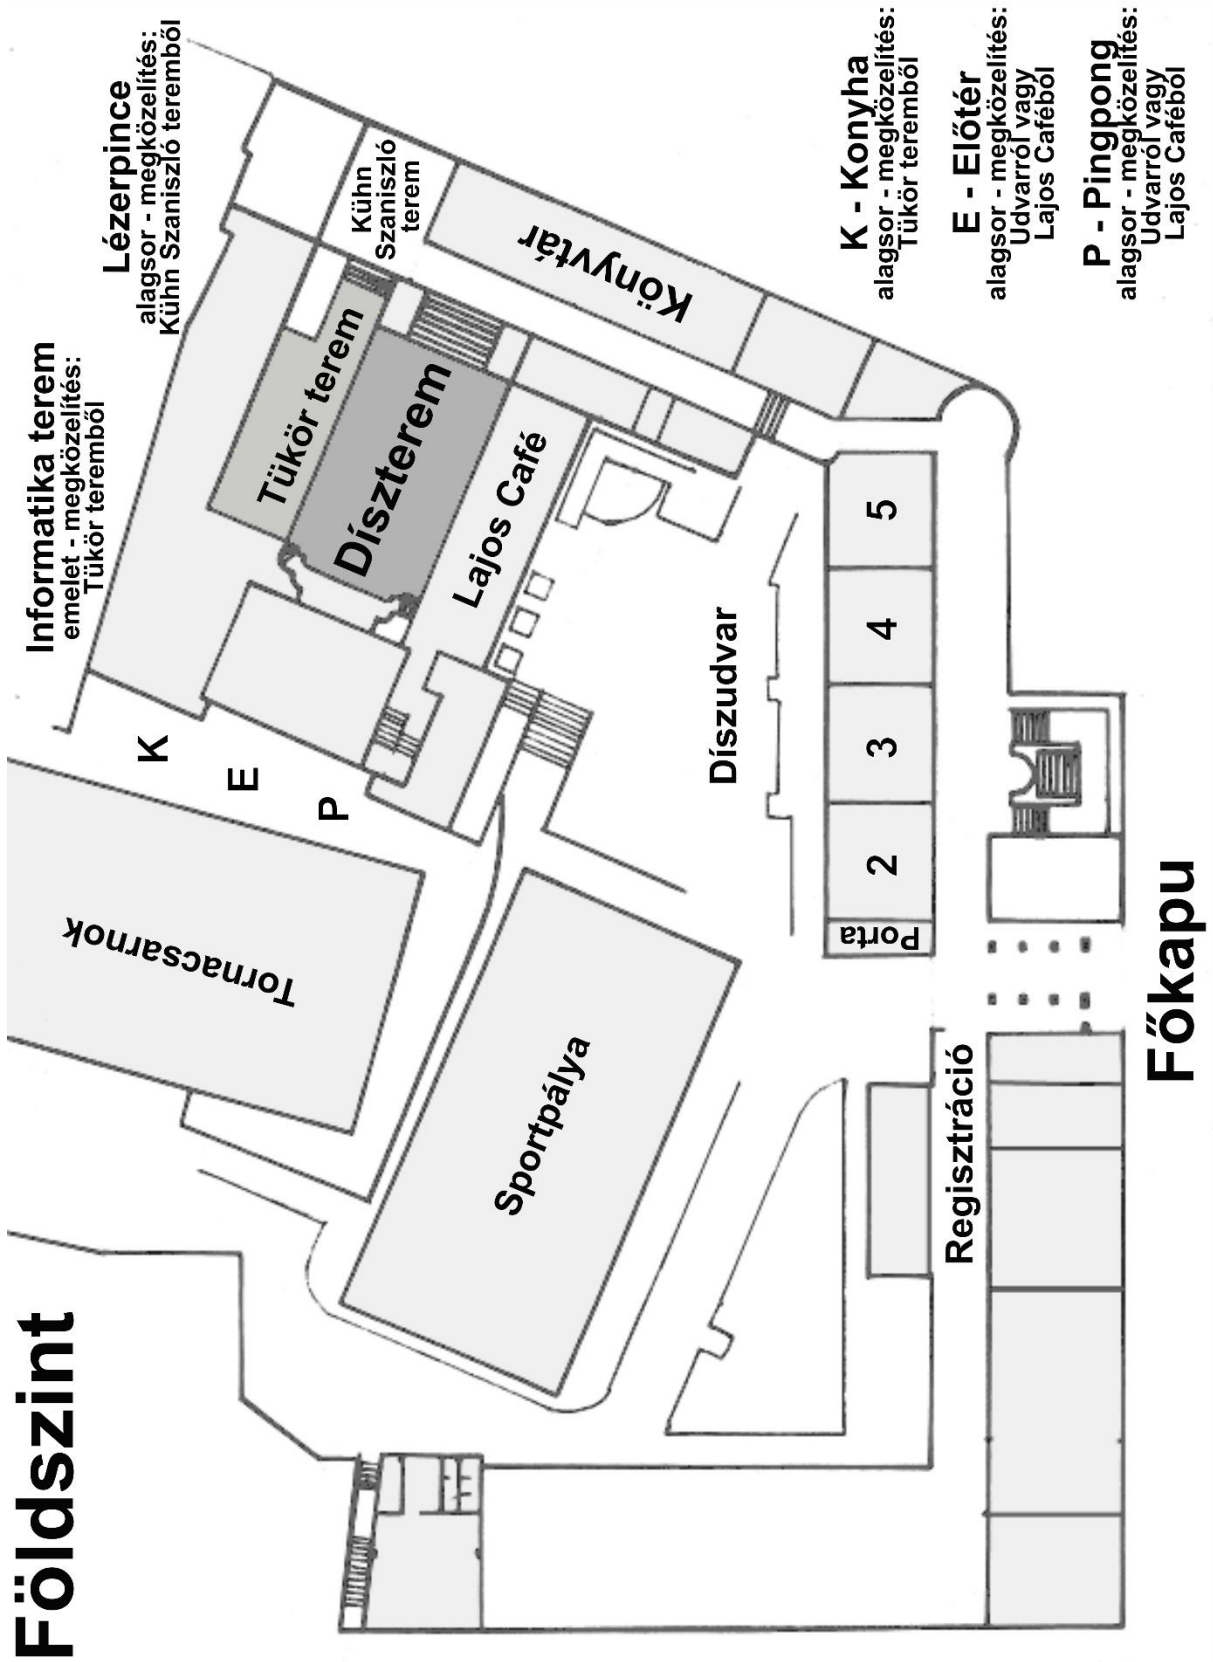 Földszint
Informatika terem
emelet - megközelítés:
Tükör teremből
Lézerpince
alagsor - megközelítés:
Kühn Szaniszló teremből
Kühn
Szaniszló
terem
Könyvtár
Tükör terem
Díszterem
Lajos Café
K
E
P
Tornacsarnok
Sportpálya
Díszudvar
Porta
2
3
4
5
Regisztráció
Főkapu
K - Konyha
alagsor - megközelítés:
Tükör teremből
E - Előtér
alagsor - megközelítés:
Udvarról vagy
Lajos Caféból
P - Pingpong
alagsor - megközelítés:
Udvarról vagy
Lajos Caféból